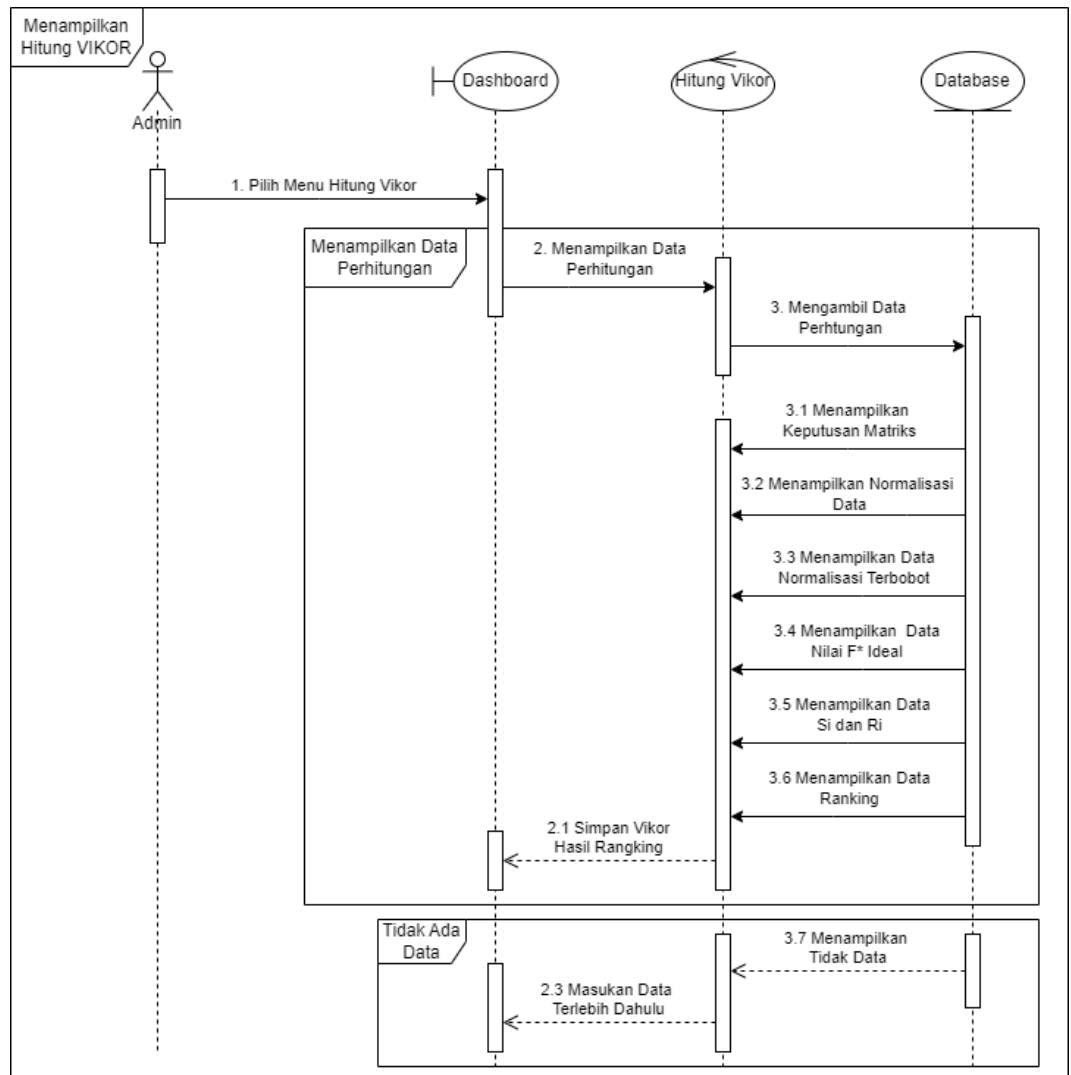 Menampilkan
Hitung VIKOR
Admin
Dashboard
Hitung Vikor
Database
1. Pilih Menu Hitung Vikor
Menampilkan Data
Perhitungan
2. Menampilkan Data
Perhitungan
3. Mengambil Data
Perhtungan
3.1 Menampilkan
Keputusan Matriks
3.2 Menampilkan Normalisasi
Data
3.3 Menampilkan Data
Normalisasi Terbobot
3.4 Menampilkan Data
Nilai F* Ideal
3.5 Menampilkan Data
Si dan Ri
3.6 Menampilkan Data
Ranking
2.1 Simpan Vikor
Hasil Rangking
Tidak Ada
Data
3.7 Menampilkan
Tidak Data
2.3 Masukan Data
Terlebih Dahulu